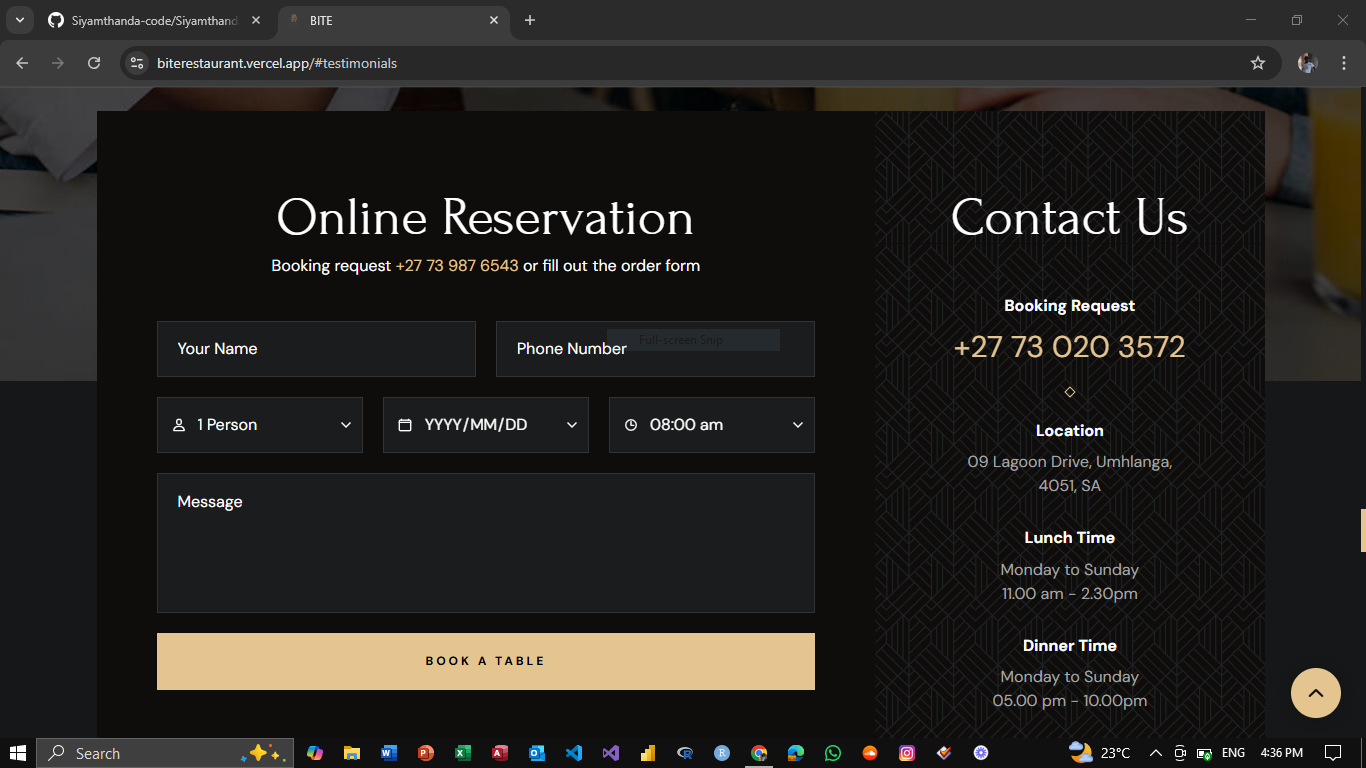 Siyamthanda-code/Siyamthand
BITE
biterestaurant.vercel.app/#testimonials
Online Reservation
Booking request +27 73 987 6543 or fill out the order form
Your Name
Phone Number
Full-screen Snip
1 Person
YYYY/MM/DD
08:00 am
Message
BOOK A TABLE
Contact Us
Booking Request
+27 73 020 3572
Location
09 Lagoon Drive, Umhlanga,
4051, SA
Lunch Time
Monday to Sunday
11.00 am - 2.30pm
Dinner Time
Monday to Sunday
05.00 pm - 10.00pm
Search
23°C
ENG
4:36 PM